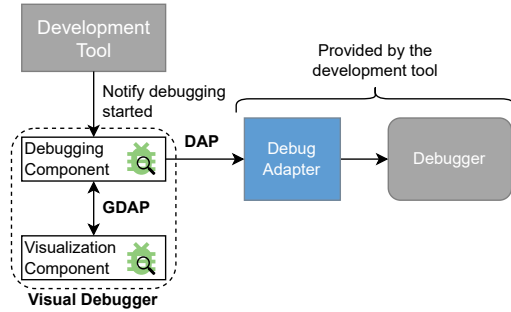 Development
Tool
Provided by the
development tool
Notify debugging
started
Debugging
Component
DAP
Debug
Adapter
Debugger
GDAP
Visualization
Component
Visual Debugger